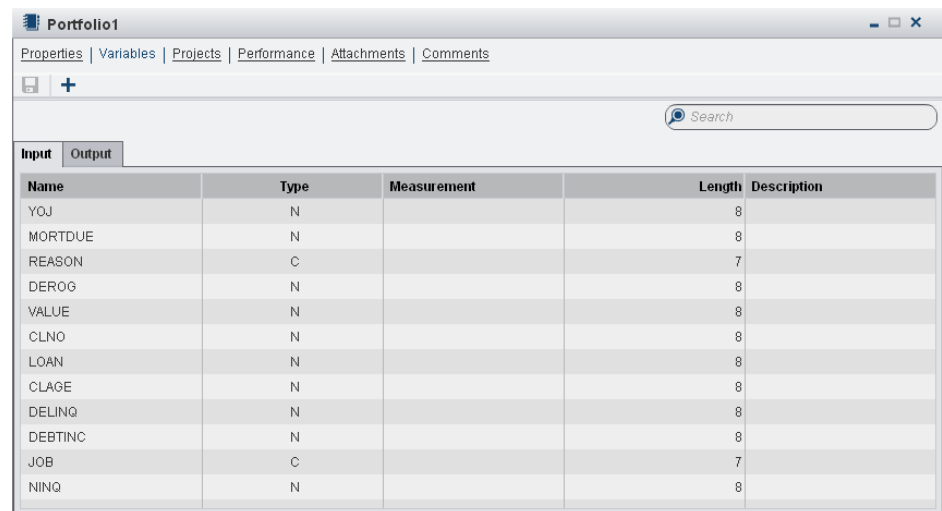 Portfolio1
Properties | Variables | Projects | Performance | Attachments | Comments
Search
Input Output
Name Type Measurement Length Description
YOJ N 8
MORTDUE N 8
REASON C 7
DEROG N 8
VALUE N 8
CLNO N 8
LOAN N 8
CLAGE N 8
DELINQ N 8
DEBTINC N 8
JOB C 7
NINQ N 8